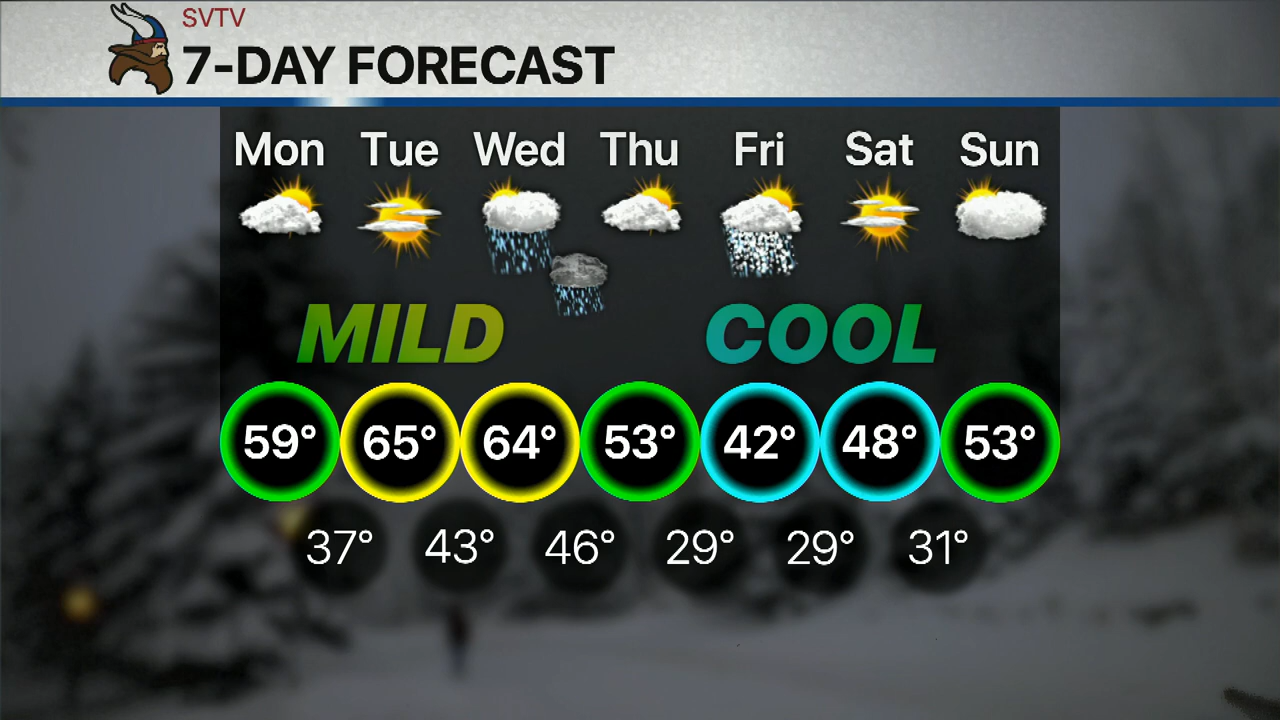 SVTV
7-DAY FORECAST
Mon Tue Wed Thu Fri Sat Sun
MILD COOL
59° 65° 64° 53° 42° 48° 53°
37° 43° 46° 29° 29° 31°